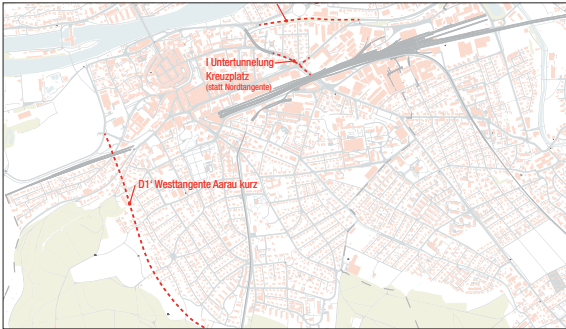 I Untertunnelung
Kreuzplatz
(statt Nordtangente)
D1' Westtangente Aarau kurz